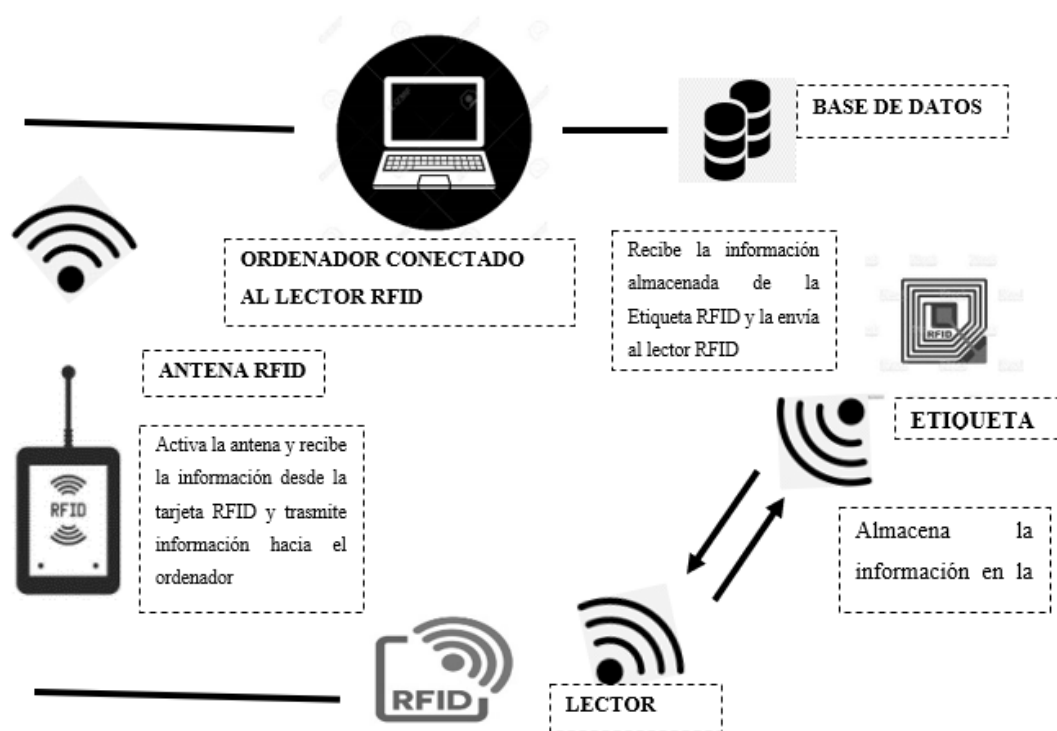 BASE DE DATOS
ORDENADOR CONECTADO
AL LECTOR RFID
Recibe la información
almacenada de la
Etiqueta RFID y la envía
al lector RFID
RFID
ANTENA RFID
ETIQUETA
Activa la antena y recibe
la información desde la
tarjeta RFID y trasmite
información hacia el
ordenador
RFID
Almacena la
información en la
RFID
LECTOR